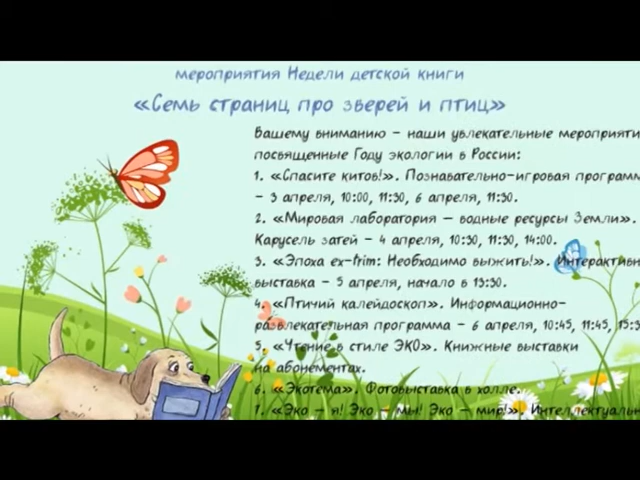 мероприятия Недели детской книги
«Семь страниц про зверей и птиц»
Вашему вниманию – наши увлекательные мероприяти
посвященные Году экологии в России:
1. «Спасите китов!». Познавательно-игровая програм
– 3 апреля, 10:00, 11:30, 6 апреля, 11:30.
2. «Мировая лаборатория – водные ресурсы Земли».
Карусель затей – 4 апреля, 10:30, 11:30, 14:00.
3. «Эпоха ex-trim: Необходимо выжить!». Интерактивн
выставка – 5 апреля, начало в 13:30.
4. «Птичий калейдоскоп». Информационно-
развлекательная программа – 6 апреля, 10:45, 11:45,
5. «Чтение в стиле ЭКО». Книжные выставки
на абонементах.
6. «Экотема». Фотовыставка в холле.
7. «Эко – я! Эко – мы! Эко – мир!». Интеллектуальн